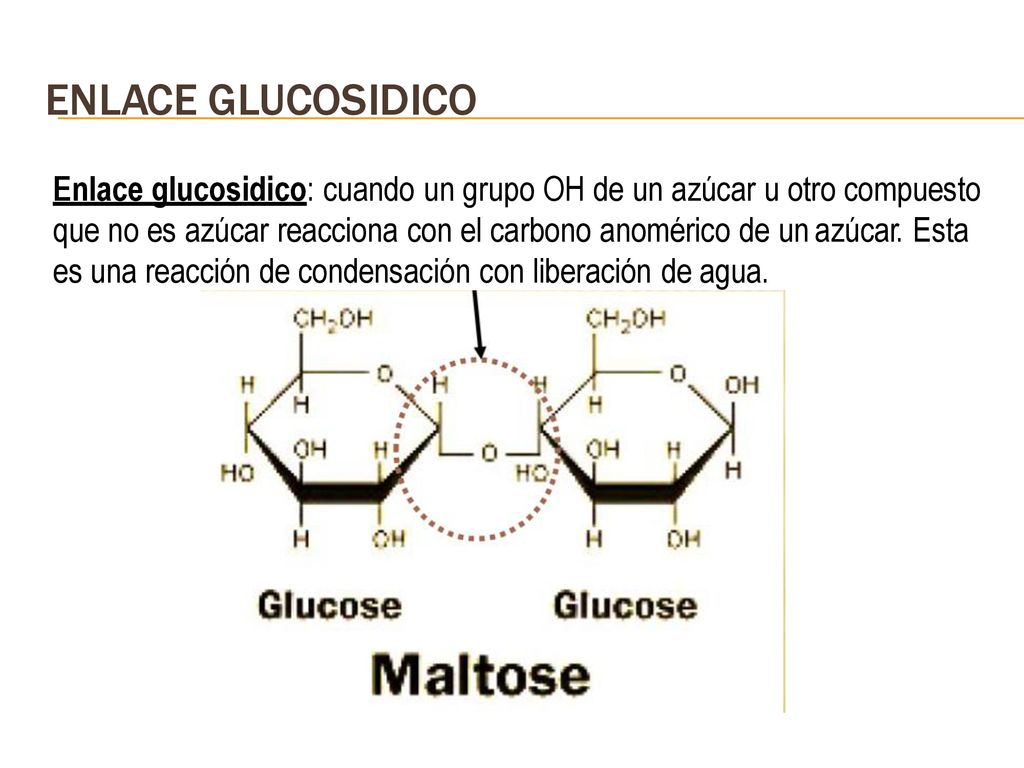 ENLACE GLUCOSIDICO
Enlace glucosidico: cuando un grupo OH de un azúcar u otro compuesto
que no es azúcar reacciona con el carbono anomérico de un azúcar. Esta
es una reacción de condensación con liberación de agua.
CH₂OH CH₂OH
H O H H O OH
H H
OH H O OH H
HO HO H
H OH H OH
Glucose Glucose
Maltose